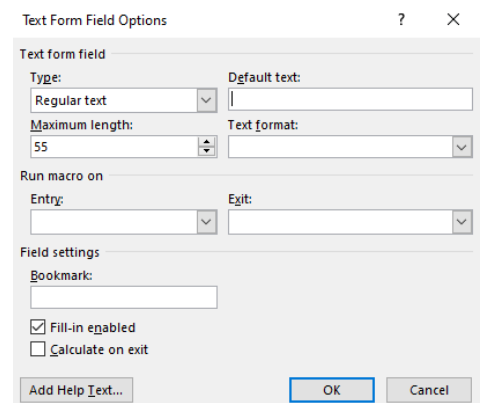 Text Form Field Options ? ×
Text form field
Type: Default text:
Regular text
Maximum length: Text format:
55
Run macro on
Entry: Exit:
Field settings
Bookmark:
Fill-in enabled
Calculate on exit
Add Help Text... OK Cancel